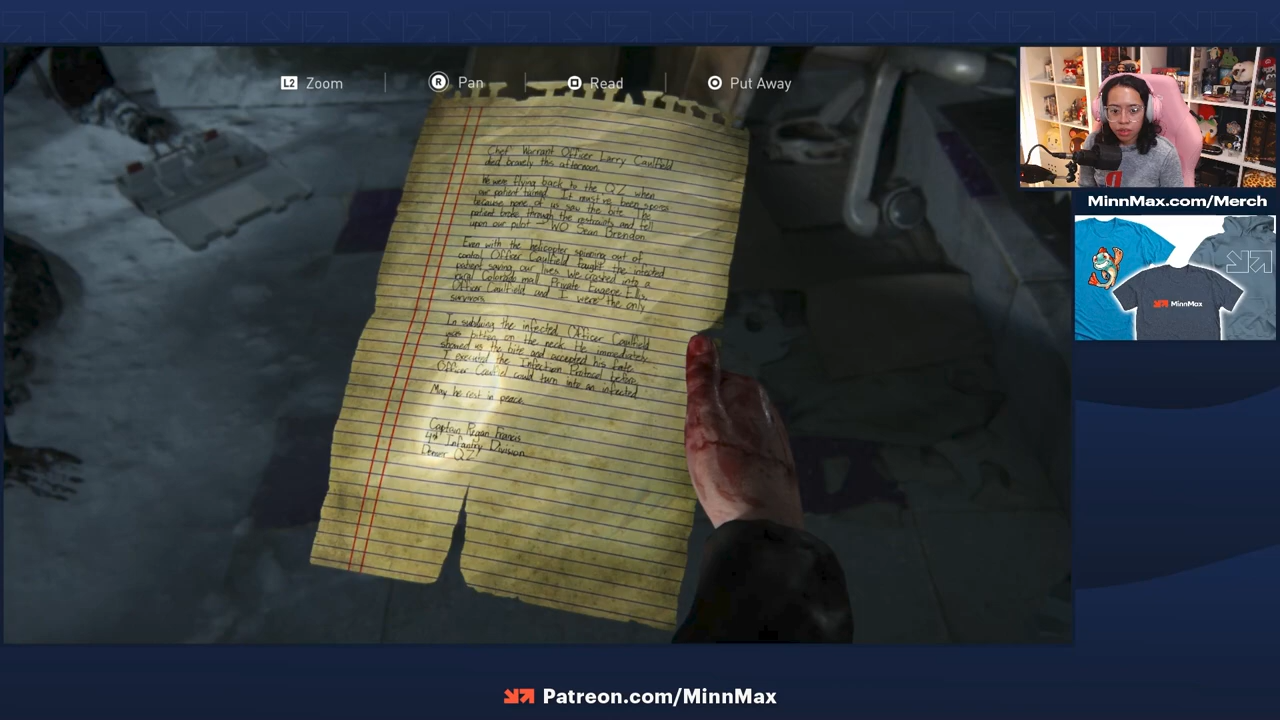 L2 Zoom
R Pan
Read
Put Away
Chief Warrant Officer Larry Caulfield
died bravely this afternoon.
We were flying back to the QZ when
our patient turned. It must've been spores
because none of us saw the bite. The
patient broke through the restraints and fell
upon our pilot - WO Sean Brendon.
Even with the helicopter spinning out of
control, Officer Caulfield fought the infected
patient, saving our lives. We crashed into a
rural Colorado mall. Private Eugene Ellis,
Officer Caulfield and I were the only
survivors.
In subduing the infected, Officer Caulfield
was bitten on the neck. He immediately
showed us the bite and accepted his fate.
I executed the Infection Protocol before
Officer Caulfield could turn into an infected.
May he rest in peace.
Captain Regan Francis
4th Infantry Division
Denver QZ
MinnMax.com/Merch
MinnMax
Patreon.com/MinnMax